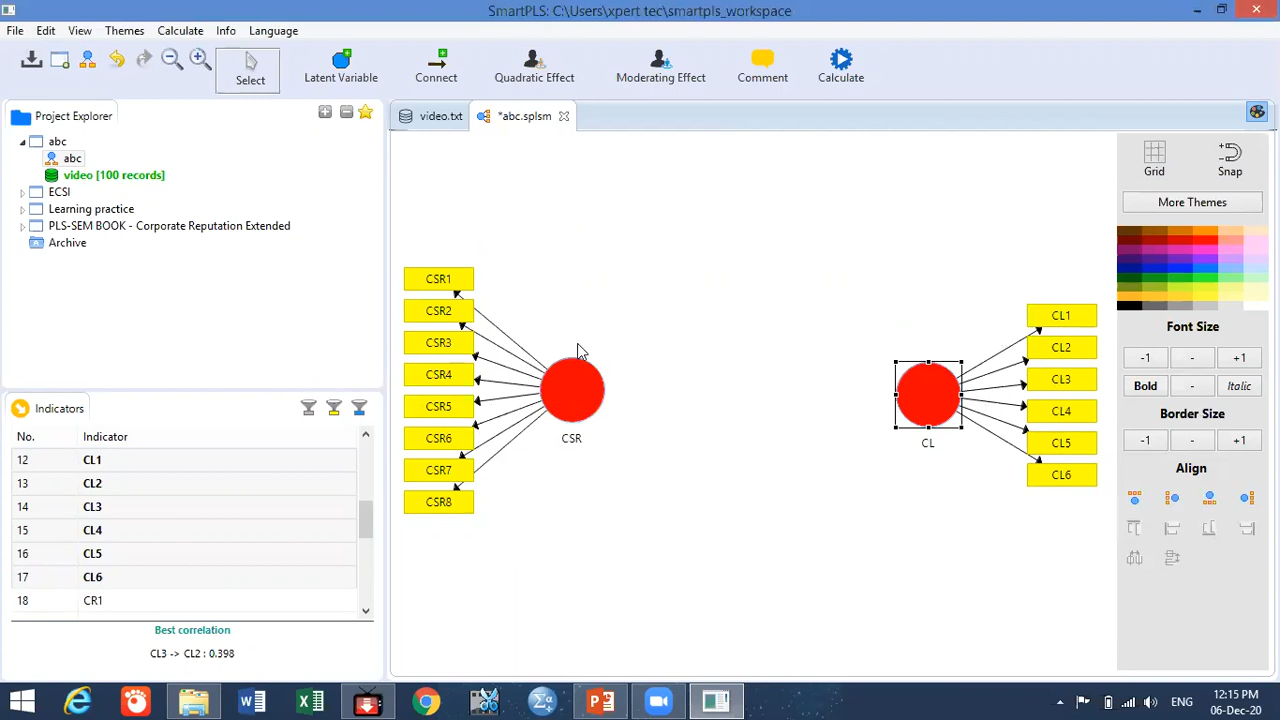 SmartPLS: C:\Users\xpert tec\smartpls_workspace
File Edit View Themes Calculate Info Language
Select
Latent Variable
Connect
Quadratic Effect
Moderating Effect
Comment
Calculate
Project Explorer
abc
abc
video [100 records]
ECSI
Learning practice
PLS-SEM BOOK - Corporate Reputation Extended
Archive
Indicators
No. Indicator
12 CL1
13 CL2
14 CL3
15 CL4
16 CL5
17 CL6
18 CR1
Best correlation
CL3 -> CL2 : 0.398
video.txt
*abc.splsm
CSR1
CSR2
CSR3
CSR4
CSR5
CSR6
CSR7
CSR8
CSR
CL
CL1
CL2
CL3
CL4
CL5
CL6
Grid
Snap
More Themes
Font Size
-1 - +1
Bold - Italic
Border Size
-1 - +1
Align
ENG
12:15 PM
06-Dec-20